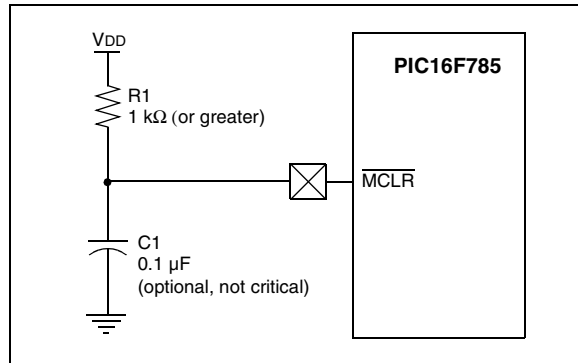 VDD
PIC16F785
R1
1 kΩ (or greater)
MCLR
C1
0.1 µF
(optional, not critical)